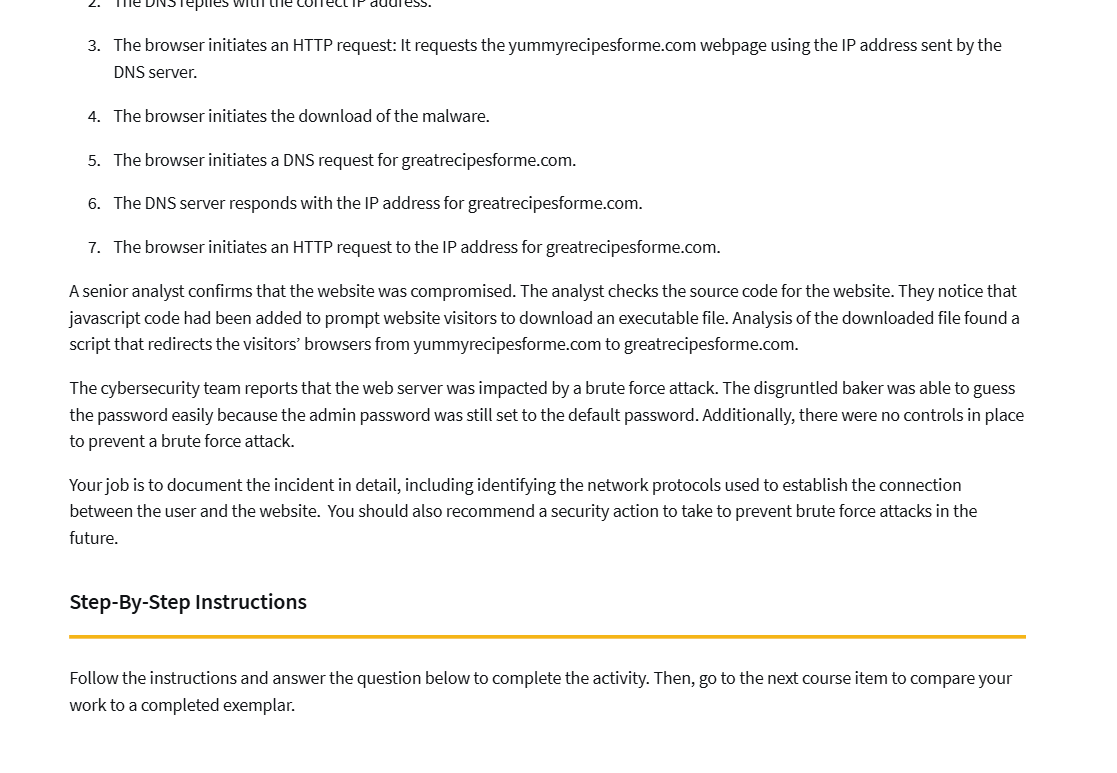 2. The DNS replies with the correct IP address.
3. The browser initiates an HTTP request: It requests the yummyrecipesforme.com webpage using the IP address sent by the
DNS server.
4. The browser initiates the download of the malware.
5. The browser initiates a DNS request for greatrecipesforme.com.
6. The DNS server responds with the IP address for greatrecipesforme.com.
7. The browser initiates an HTTP request to the IP address for greatrecipesforme.com.
A senior analyst confirms that the website was compromised. The analyst checks the source code for the website. They notice that
javascript code had been added to prompt website visitors to download an executable file. Analysis of the downloaded file found a
script that redirects the visitors’ browsers from yummyrecipesforme.com to greatrecipesforme.com.
The cybersecurity team reports that the web server was impacted by a brute force attack. The disgruntled baker was able to guess
the password easily because the admin password was still set to the default password. Additionally, there were no controls in place
to prevent a brute force attack.
Your job is to document the incident in detail, including identifying the network protocols used to establish the connection
between the user and the website.  You should also recommend a security action to take to prevent brute force attacks in the
future.
Step-By-Step Instructions
Follow the instructions and answer the question below to complete the activity. Then, go to the next course item to compare your
work to a completed exemplar.